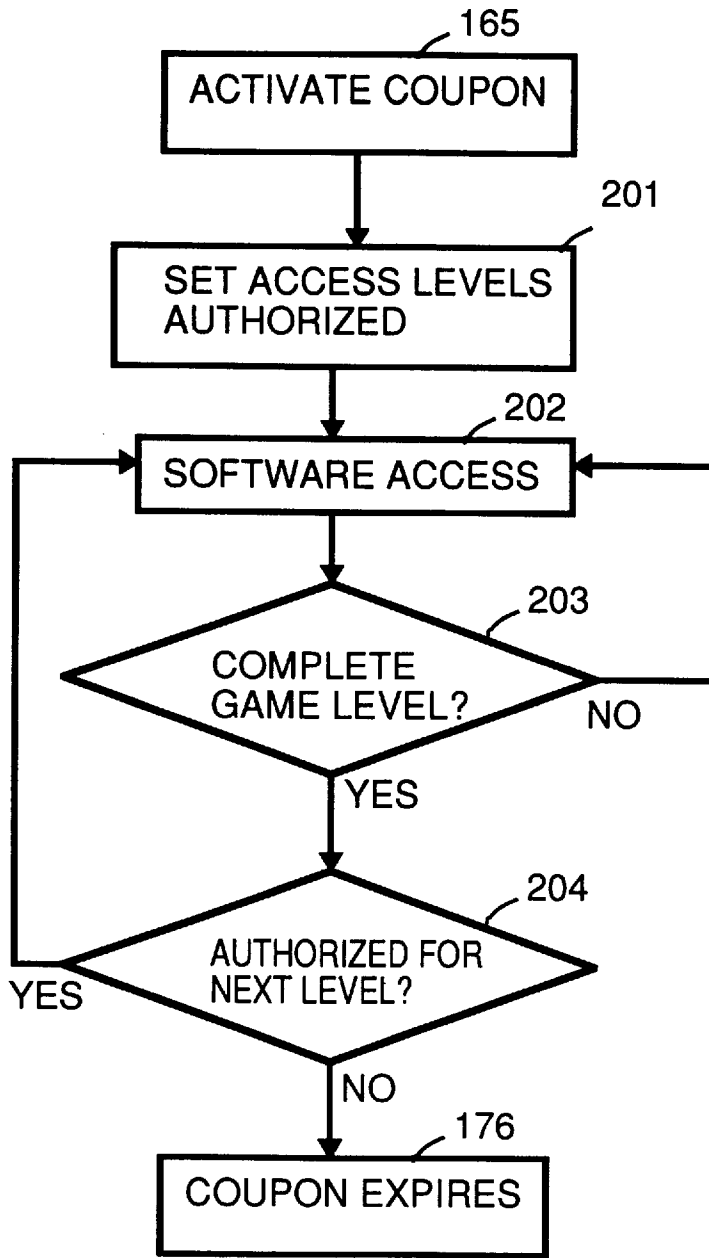 165
ACTIVATE COUPON
201
SET ACCESS LEVELS
AUTHORIZED
202
SOFTWARE ACCESS
203
COMPLETE
GAME LEVEL?
NO
YES
204
AUTHORIZED FOR
NEXT LEVEL?
YES
NO
176
COUPON EXPIRES